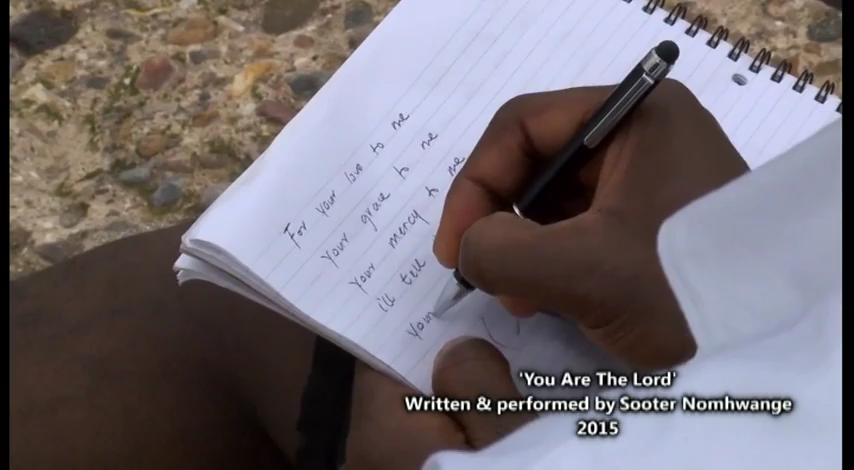 For your love to me
Your grace to me
Your mercy to me
i'll tell
You
'You Are The Lord'
Written & performed by Sooter Nomhwange
2015